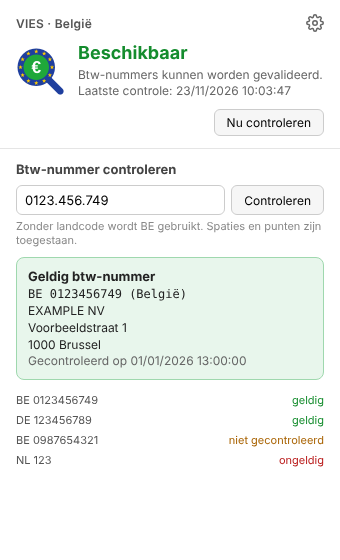 VIES · België
€
Beschikbaar
Btw-nummers kunnen worden gevalideerd.
Laatste controle: 23/11/2026 10:03:47
Nu controleren
Btw-nummer controleren
0123.456.749
Controleren
Zonder landcode wordt BE gebruikt. Spaties en punten zijn
toegestaan.
Geldig btw-nummer
BE 0123456749 (België)
EXAMPLE NV
Voorbeeldstraat 1
1000 Brussel
Gecontroleerd op 01/01/2026 13:00:00
BE 0123456749 geldig
DE 123456789 geldig
BE 0987654321 niet gecontroleerd
NL 123 ongeldig